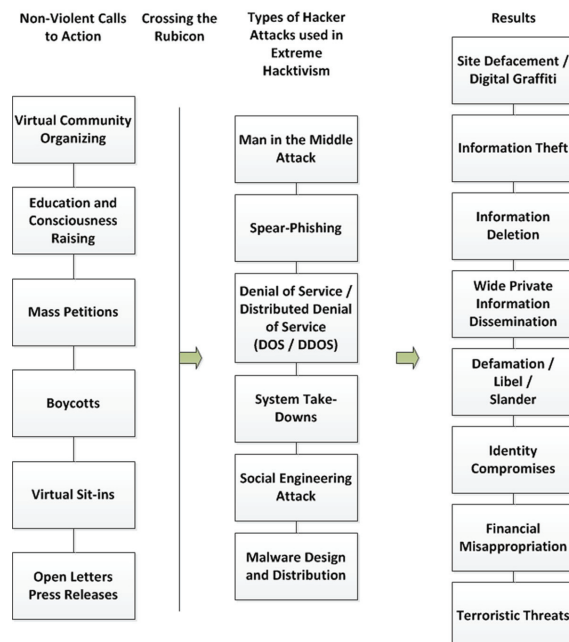 Non-Violent Calls
to Action
Crossing the
Rubicon
Types of Hacker
Attacks used in
Extreme
Hacktivism
Results
Virtual Community
Organizing
Education and
Consciousness
Raising
Mass Petitions
Boycotts
Virtual Sit-ins
Open Letters
Press Releases
Man in the Middle
Attack
Spear-Phishing
Denial of Service /
Distributed Denial
of Service
(DOS / DDOS)
System Take-
Downs
Social Engineering
Attack
Malware Design
and Distribution
Site Defacement /
Digital Graffiti
Information Theft
Information
Deletion
Wide Private
Information
Dissemination
Defamation /
Libel /
Slander
Identity
Compromises
Financial
Misappropriation
Terroristic Threats